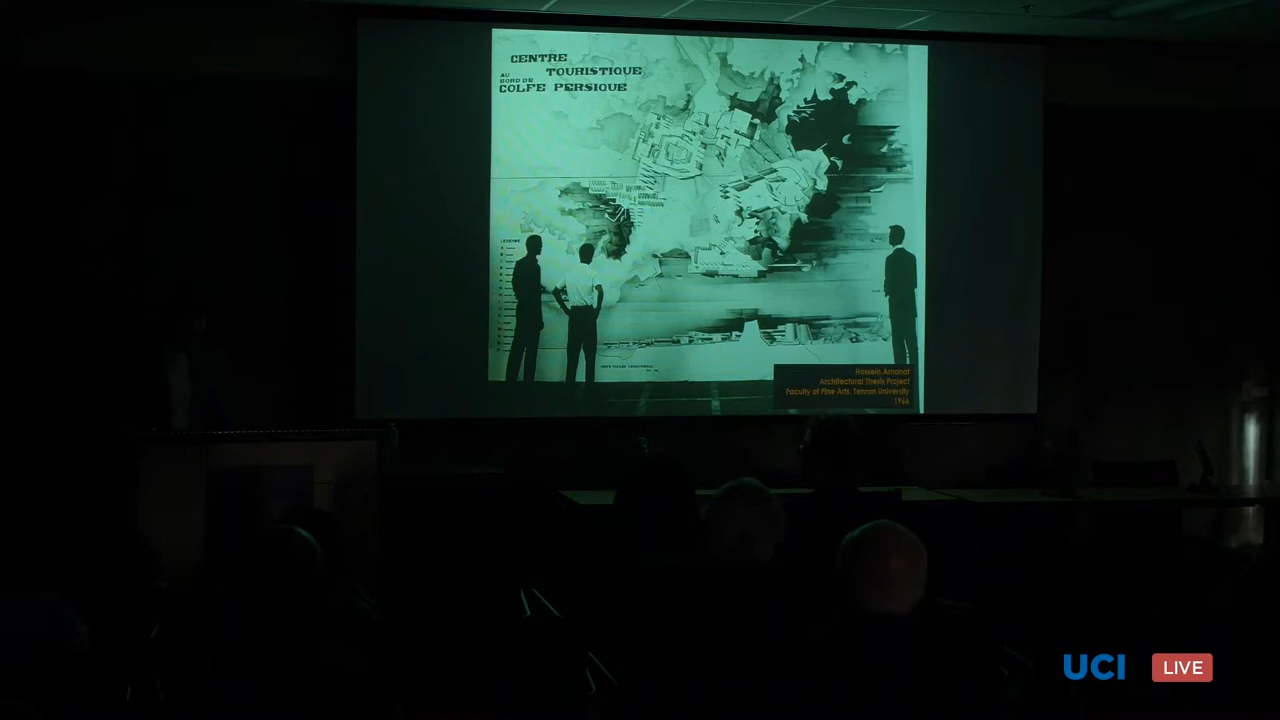 CENTRE
TOURISTIQUE
AU
BORD DE
GOLFE PERSIQUE
LEGENDE
Hossein Amanat
Architectural Thesis Project
Faculty of Fine Arts, Tehran University
1966
UCI
LIVE